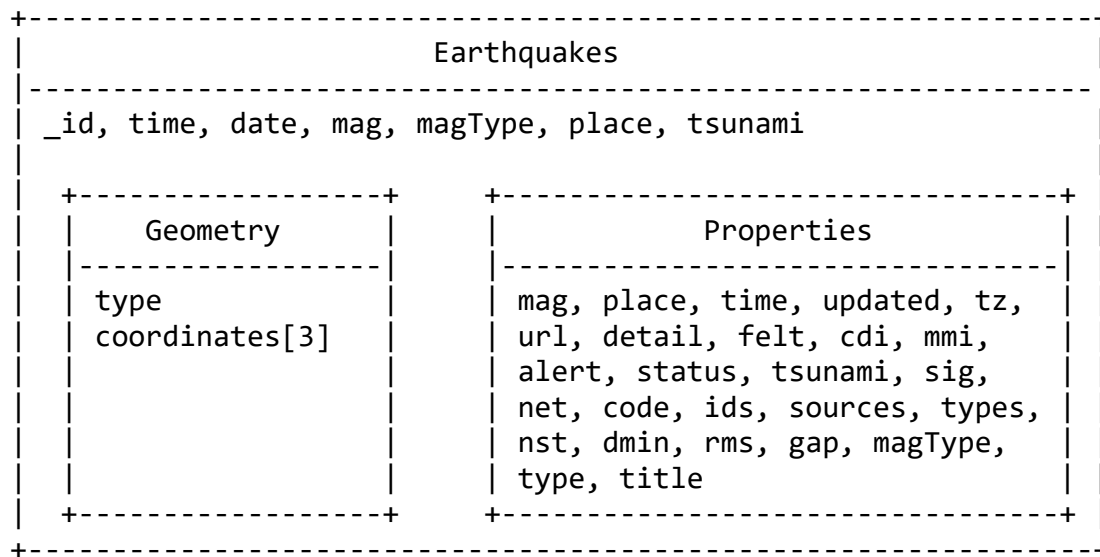 Earthquakes
_id, time, date, mag, magType, place, tsunami
Geometry
type
coordinates[3]
Properties
mag, place, time, updated, tz,
url, detail, felt, cdi, mmi,
alert, status, tsunami, sig,
net, code, ids, sources, types,
nst, dmin, rms, gap, magType,
type, title